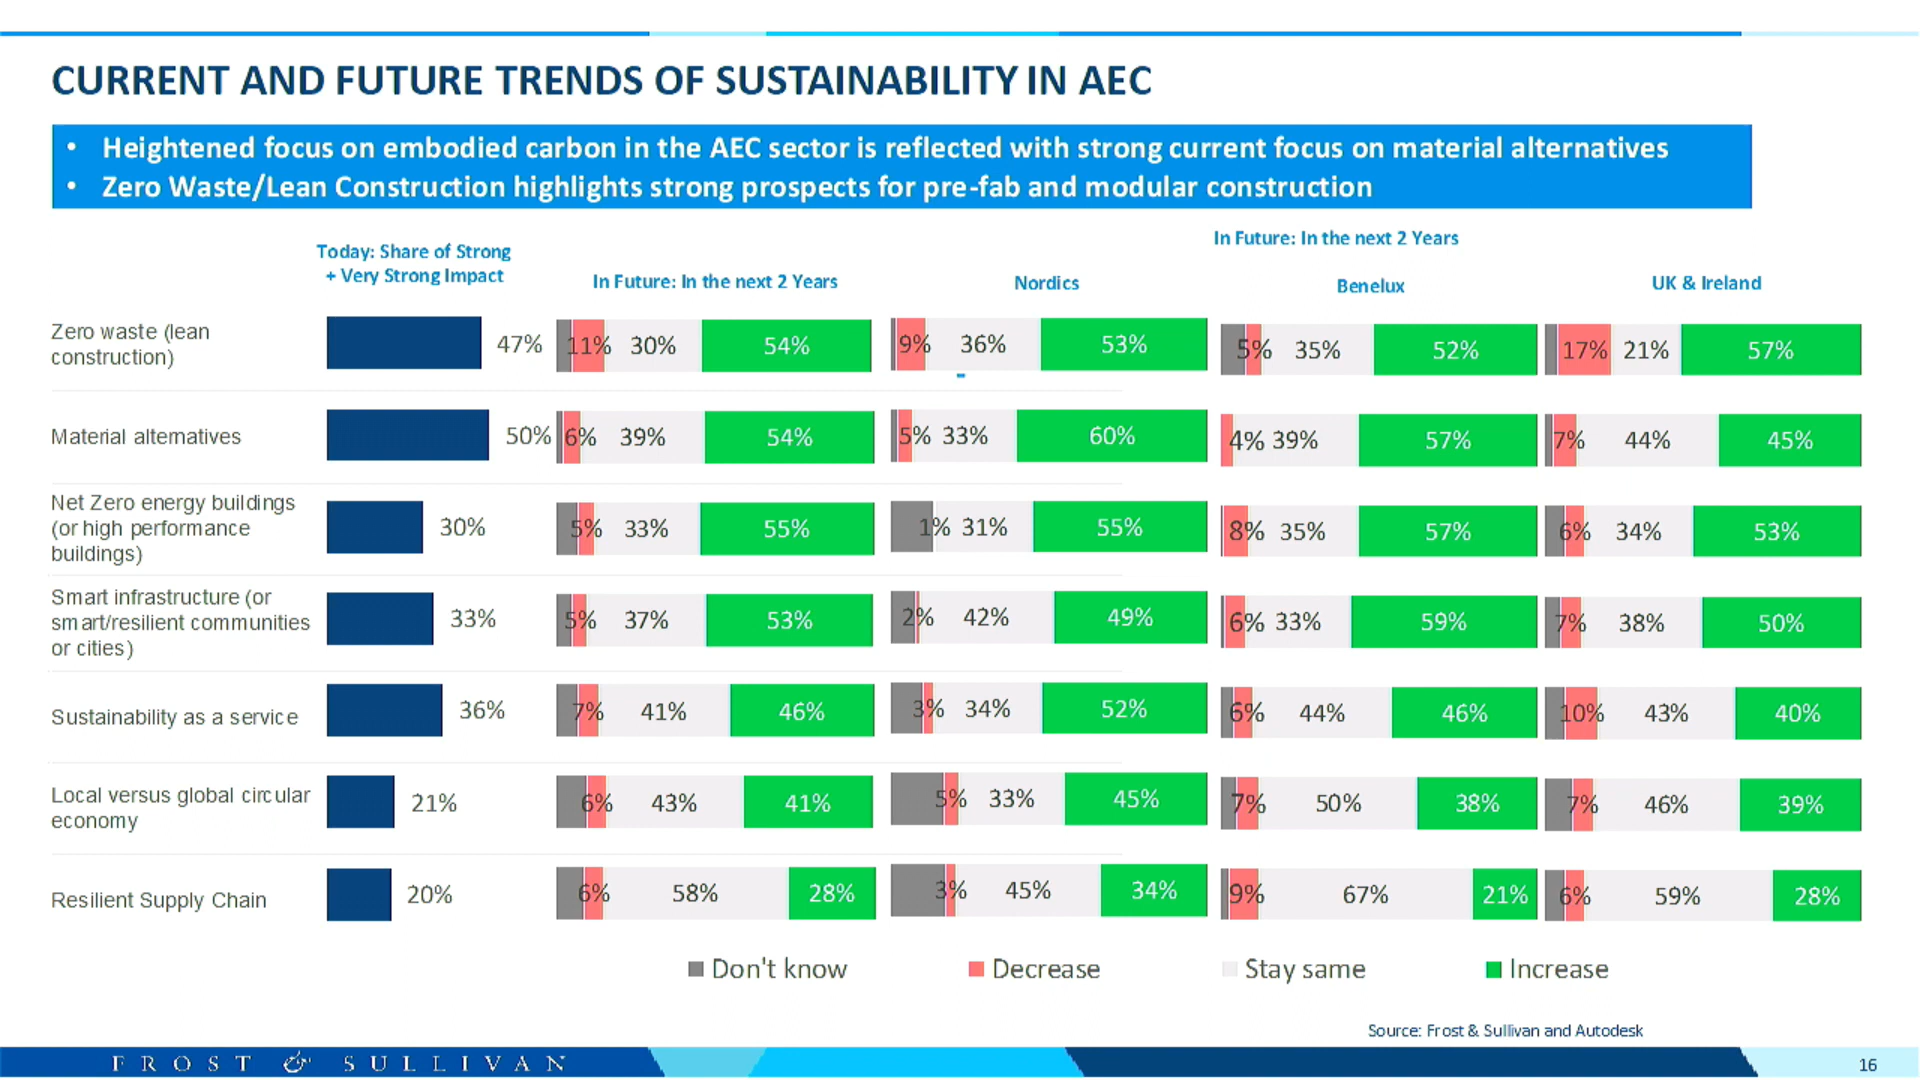 CURRENT AND FUTURE TRENDS OF SUSTAINABILITY IN AEC
• Heightened focus on embodied carbon in the AEC sector is reflected with strong current focus on material alternatives
• Zero Waste/Lean Construction highlights strong prospects for pre-fab and modular construction
Today: Share of Strong
+ Very Strong Impact
In Future: In the next 2 Years
In Future: In the next 2 Years
Nordics
Benelux
UK & Ireland
Zero waste (lean
construction)
47% 11% 30% 54% 9% 36% 53% 5% 35% 52% 17% 21% 57%
Material alternatives
50% 6% 39% 54% 5% 33% 60% 4% 39% 57% 7% 44% 45%
Net Zero energy buildings
(or high performance
buildings)
30% 5% 33% 55% 1% 31% 55% 8% 35% 57% 6% 34% 53%
Smart infrastructure (or
smart/resilient communities
or cities)
33% 5% 37% 53% 2% 42% 49% 6% 33% 59% 7% 38% 50%
Sustainability as a service
36% 7% 41% 46% 3% 34% 52% 6% 44% 46% 10% 43% 40%
Local versus global circular
economy
21% 6% 43% 41% 5% 33% 45% 7% 50% 38% 7% 46% 39%
Resilient Supply Chain
20% 6% 58% 28% 3% 45% 34% 9% 67% 21% 6% 59% 28%
Don't know Decrease Stay same Increase
Source: Frost & Sullivan and Autodesk
FROST & SULLIVAN
16